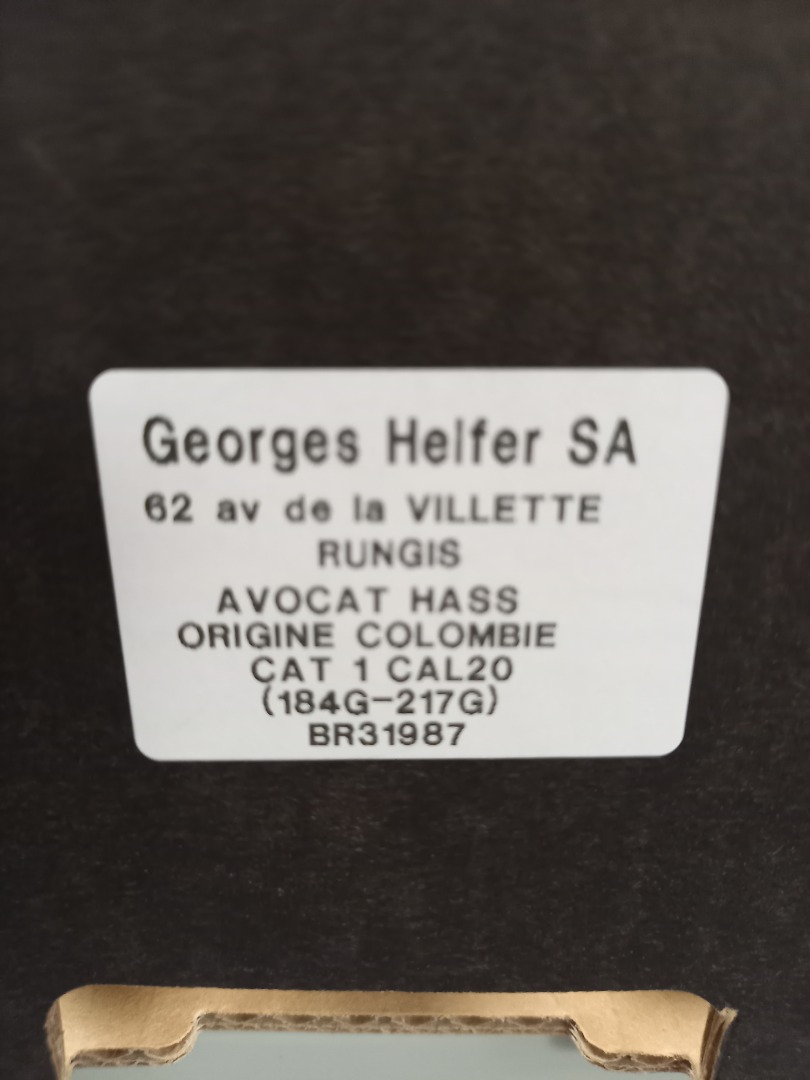 Georges Helfer SA
62 av de la VILLETTE
RUNGIS
AVOCAT HASS
ORIGINE COLOMBIE
CAT 1 CAL20
(184G-217G)
BR31987